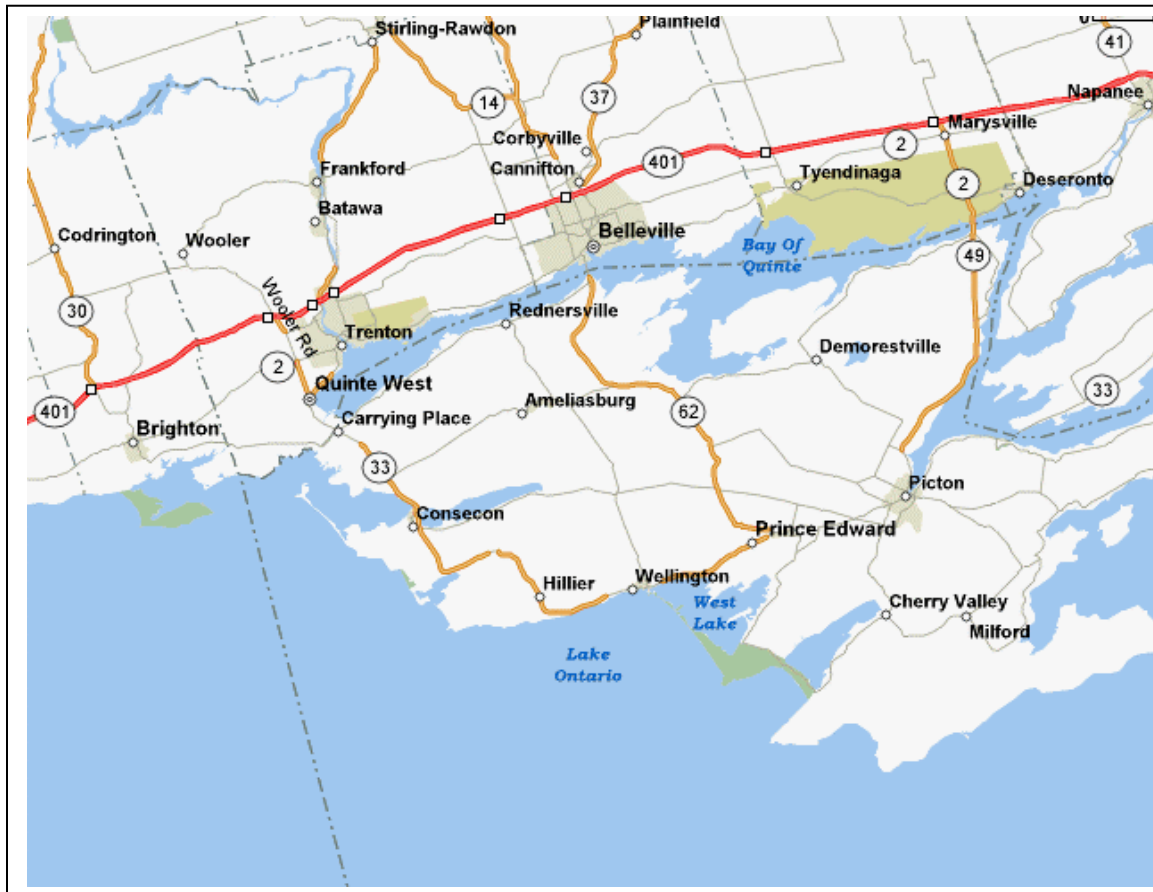 Plainfield
0
Stirling-Rawdon
41
Napanee
14
37
Corbyville
2
Marysville
401
Cannifton
Frankford
Tyendinaga
2
Deseronto
Batawa
Codrington
Wooler
Belleville
Bay Of
Quinte
49
30
Wooler Rd
Rednersville
Trenton
Demorestville
2
Quinte West
33
401
Ameliasburg
62
Carrying Place
Brighton
33
Picton
Consecon
Prince Edward
Hillier
Wellington
West
Lake
Cherry Valley
Milford
Lake
Ontario